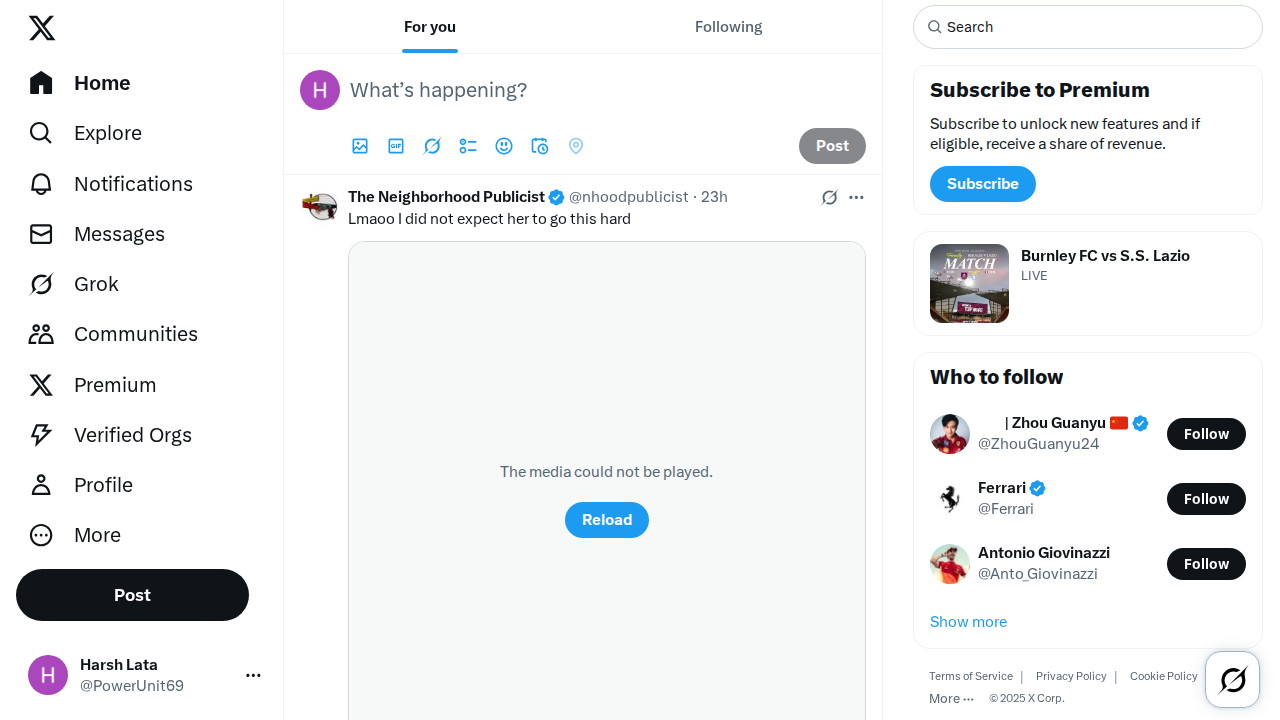 Home
Explore
Notifications
Messages
Grok
Communities
Premium
Verified Orgs
Profile
More
Post
H
Harsh Lata
@PowerUnit69
For you
Following
H
What's happening?
GIF
Post
The Neighborhood Publicist @nhoodpublicist · 23h
Lmaoo I did not expect her to go this hard
The media could not be played.
Reload
Search
Subscribe to Premium
Subscribe to unlock new features and if
eligible, receive a share of revenue.
Subscribe
MATCH
Burnley FC vs S.S. Lazio
LIVE
Who to follow
| Zhou Guanyu 🇨🇳
@ZhouGuanyu24
Follow
Ferrari
@Ferrari
Follow
Antonio Giovinazzi
@Anto_Giovinazzi
Follow
Show more
Terms of Service | Privacy Policy | Cookie Policy
More ··· © 2025 X Corp.